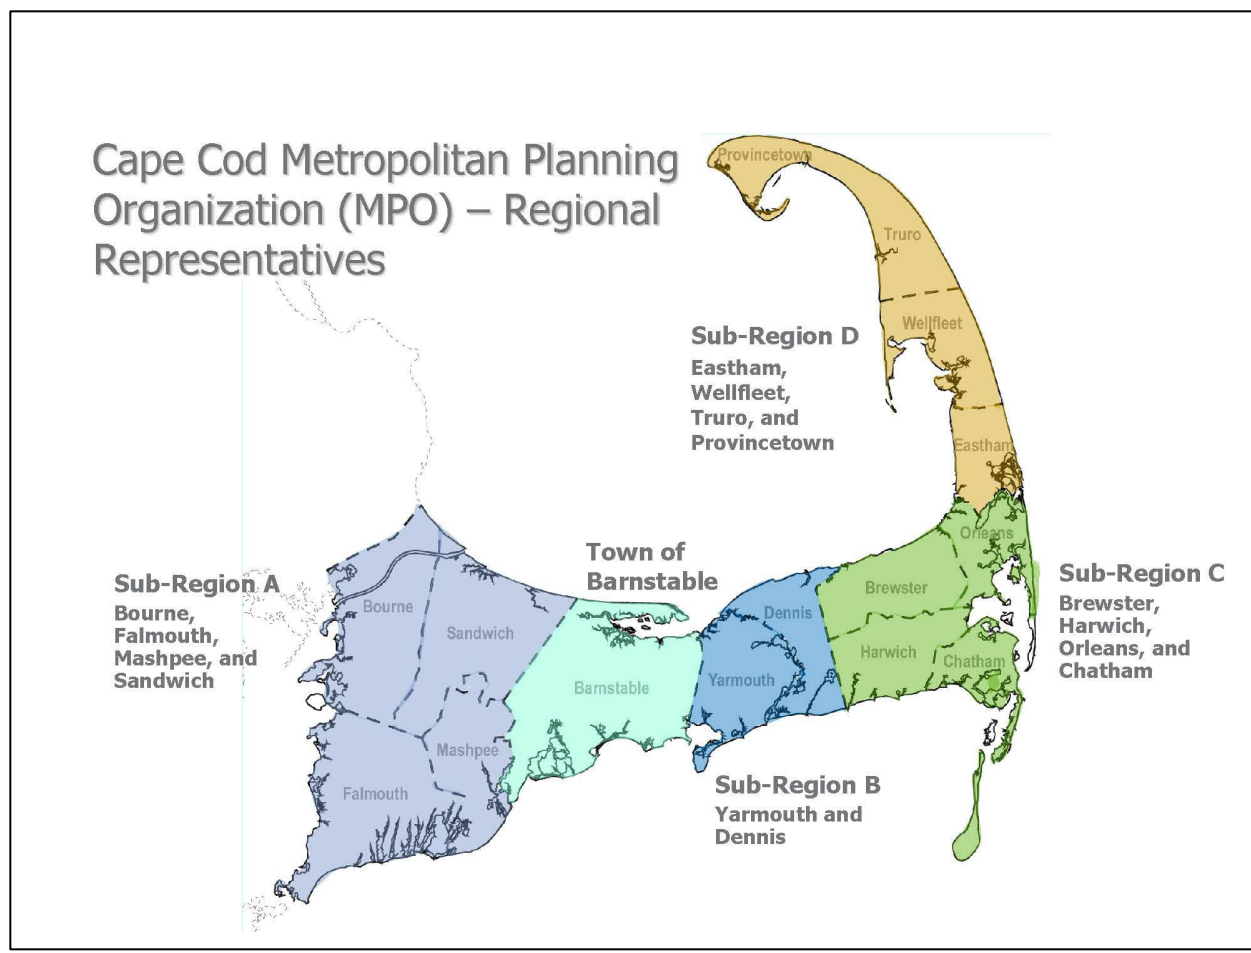 Cape Cod Metropolitan Planning
Organization (MPO) – Regional
Representatives
Provincetown
Truro
Wellfleet
Eastham
Sub-Region D
Eastham,
Wellfleet,
Truro, and
Provincetown
Orleans
Brewster
Harwich
Chatham
Sub-Region C
Brewster,
Harwich,
Orleans, and
Chatham
Town of
Barnstable
Barnstable
Dennis
Yarmouth
Sub-Region B
Yarmouth and
Dennis
Sub-Region A
Bourne,
Falmouth,
Mashpee, and
Sandwich
Bourne
Sandwich
Mashpee
Falmouth